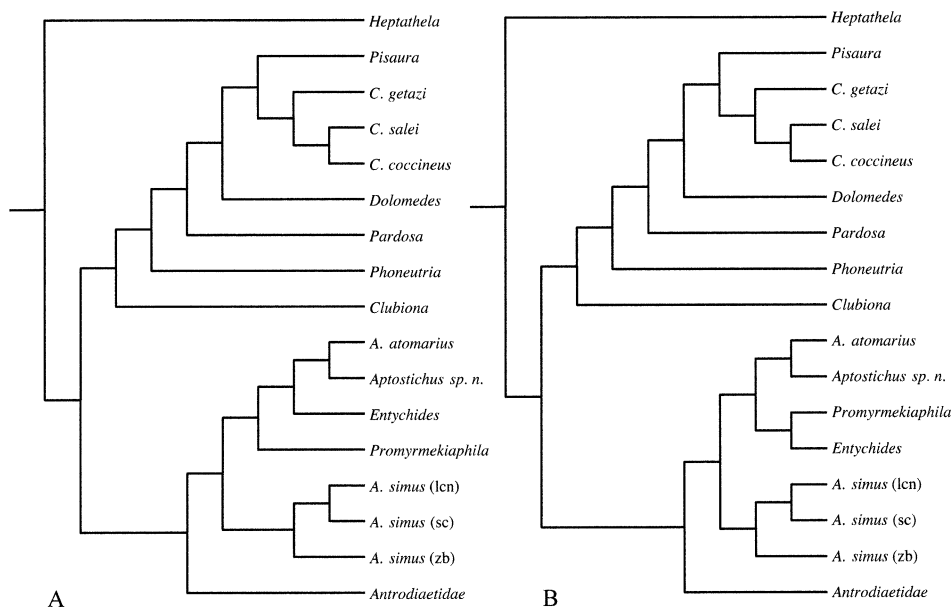 Heptathela
Pisaura
C. getazi
C. salei
C. coccineus
Dolomedes
Pardosa
Phoneutria
Clubiona
A. atomarius
Aptostichus sp. n.
Entychides
Promyrmekiaphila
A. simus (lcn)
A. simus (sc)
A. simus (zb)
Antrodiaetidae
A
Heptathela
Pisaura
C. getazi
C. salei
C. coccineus
Dolomedes
Pardosa
Phoneutria
Clubiona
A. atomarius
Aptostichus sp. n.
Promyrmekiaphila
Entychides
A. simus (lcn)
A. simus (sc)
A. simus (zb)
Antrodiaetidae
B